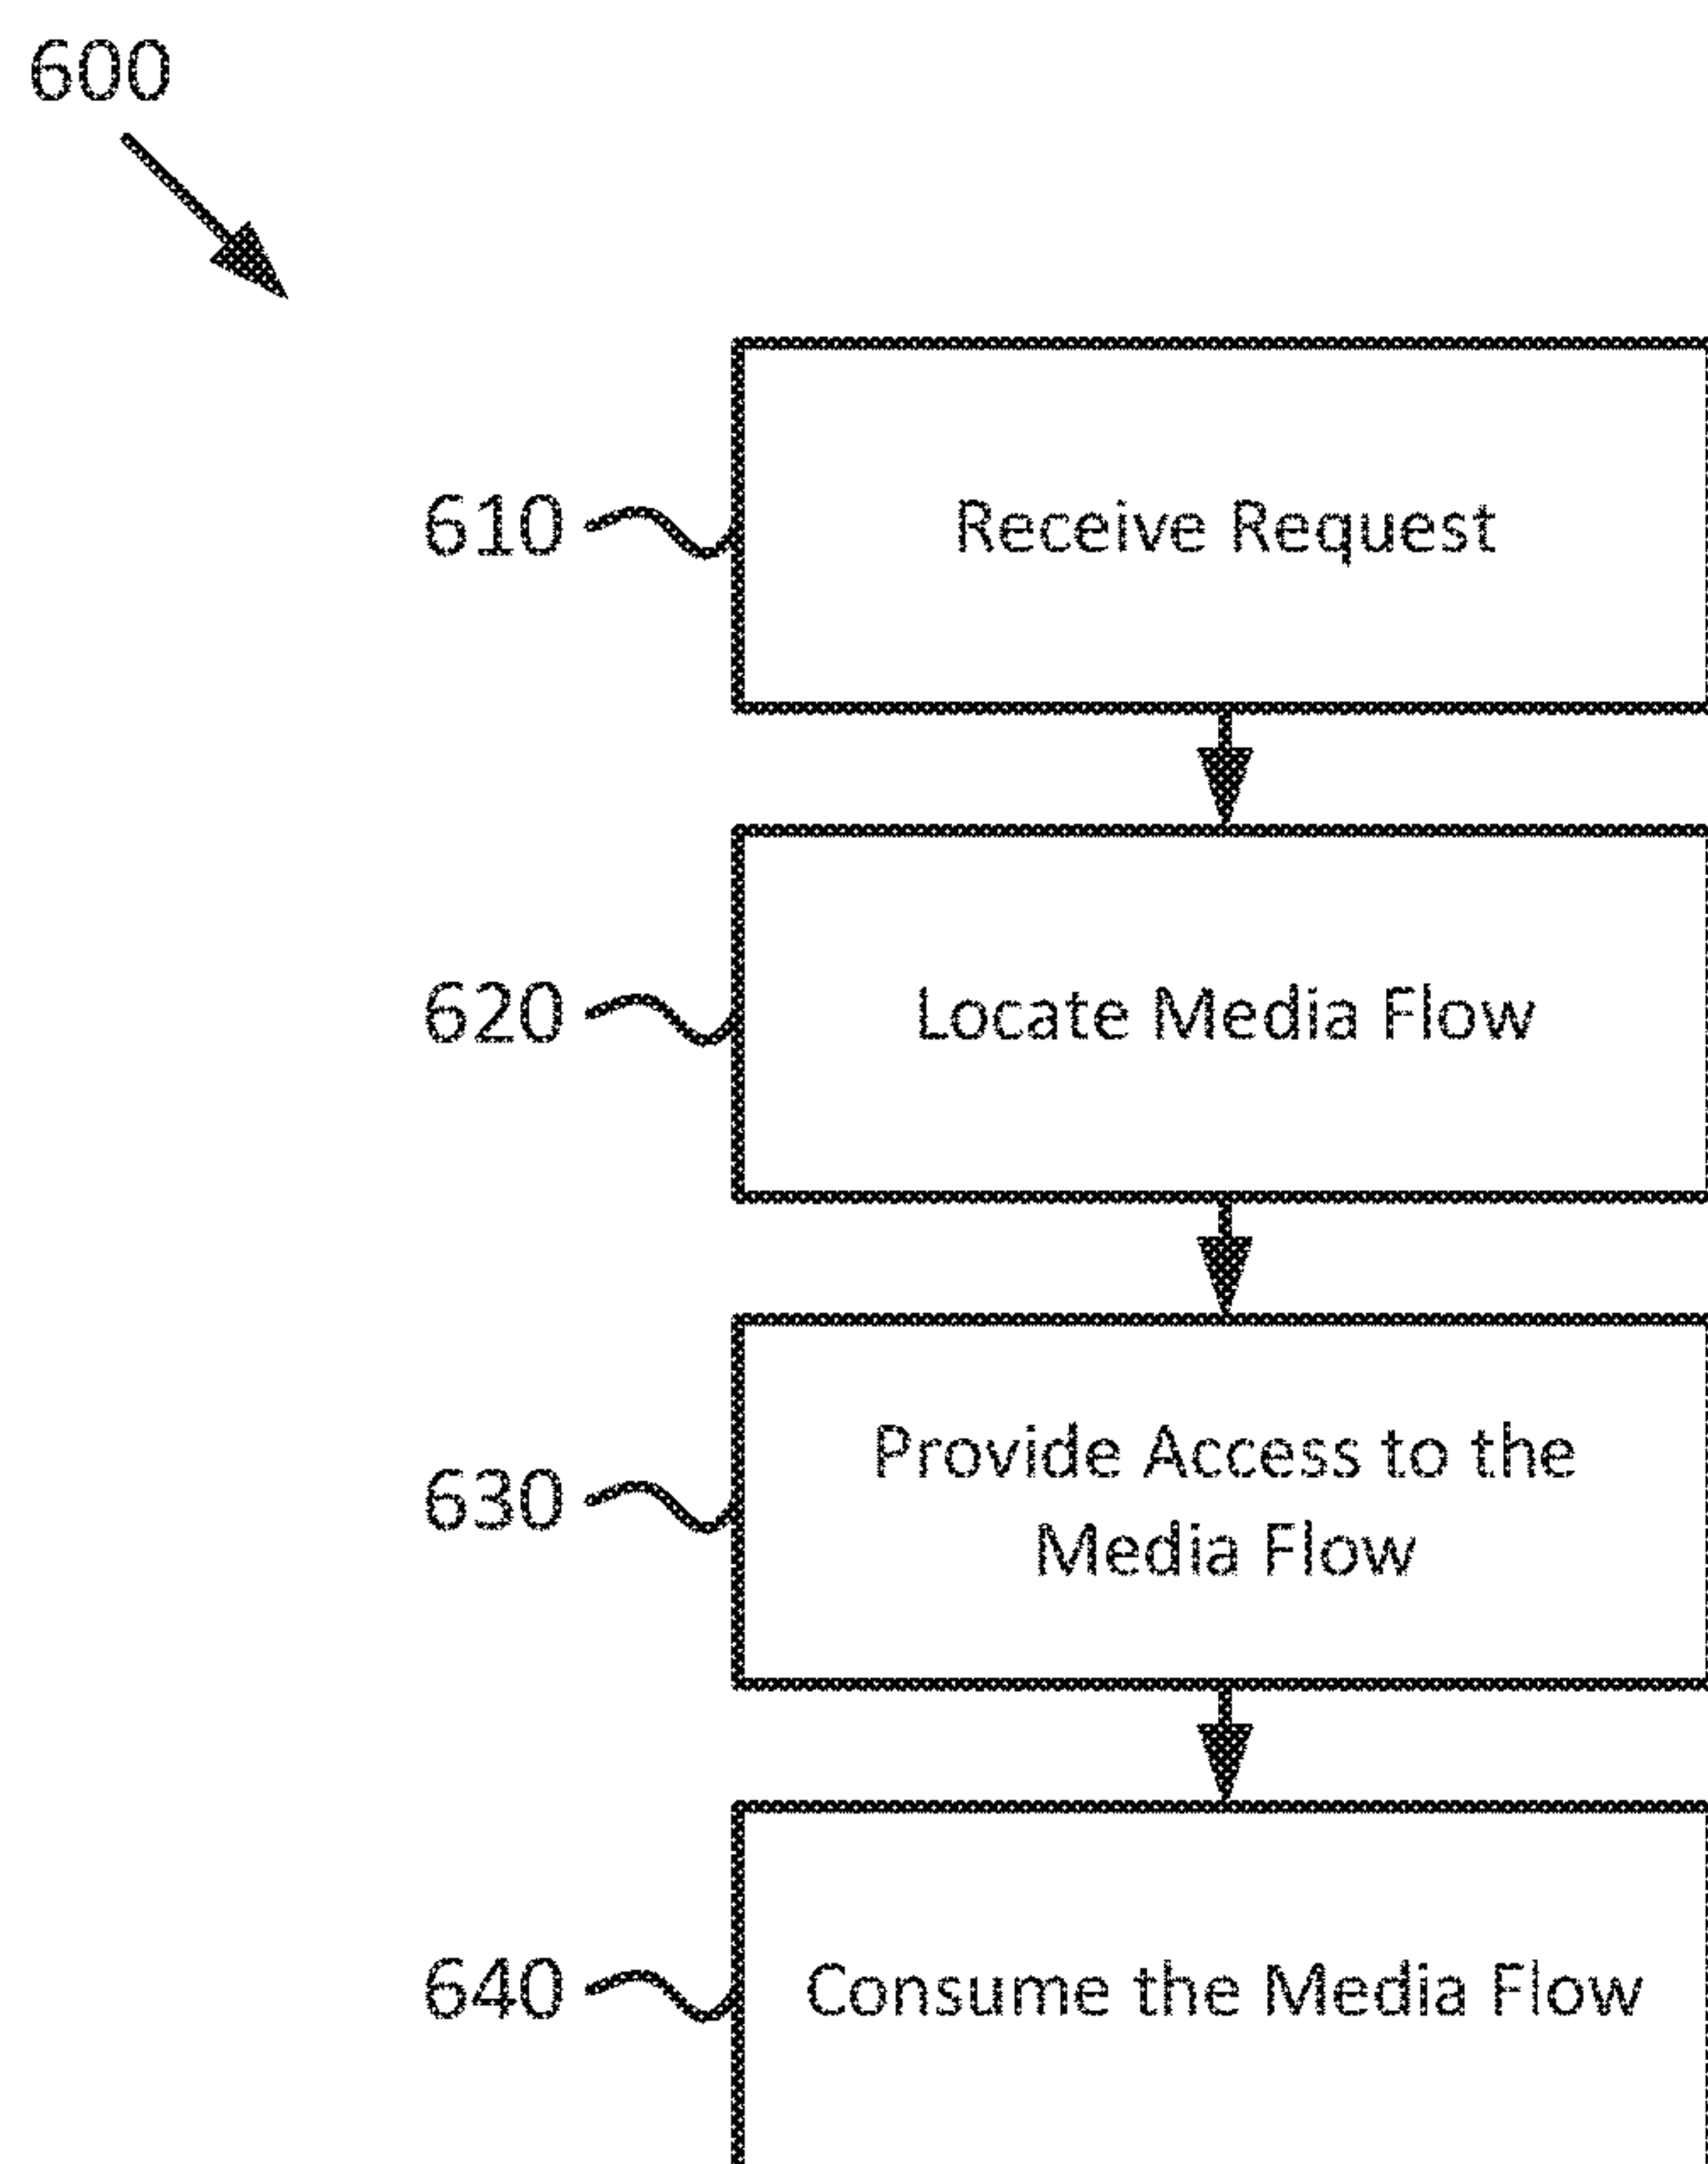 600
610
Receive Request
620
Locate Media Flow
630
Provide Access to the
Media Flow
640
Consume the Media Flow